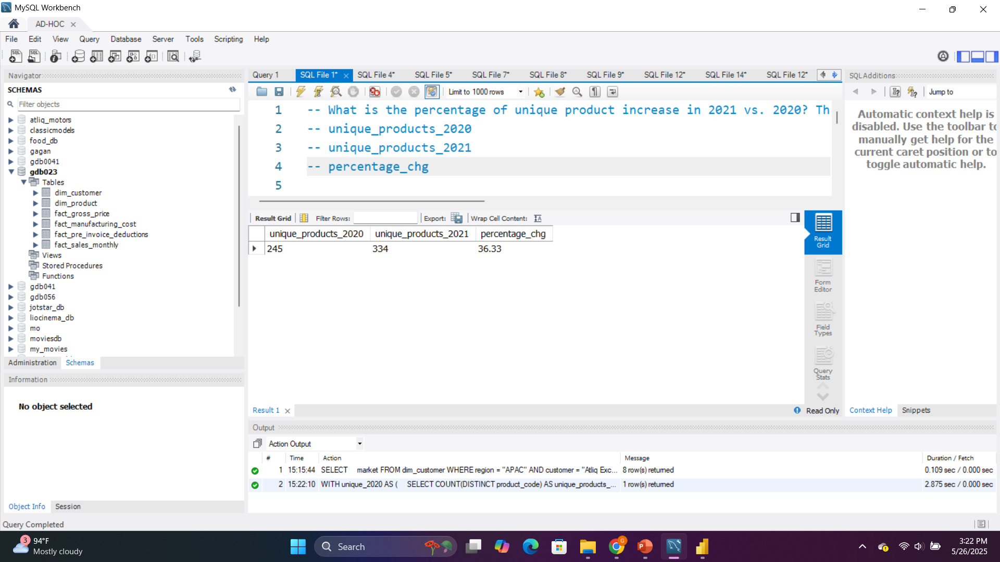 MySQL Workbench
AD-HOC
File Edit View Query Database Server Tools Scripting Help
Navigator
SCHEMAS
Filter objects
atliq_motors
classicmodels
food_db
gagan
gdb0041
gdb023
Tables
dim_customer
dim_product
fact_gross_price
fact_manufacturing_cost
fact_pre_invoice_deductions
fact_sales_monthly
Views
Stored Procedures
Functions
gdb041
gdb056
jotstar_db
liocinema_db
mo
moviesdb
my_movies
Administration Schemas
Information
No object selected
Object Info Session
Query 1 SQL File 1* SQL File 4* SQL File 5* SQL File 7* SQL File 8* SQL File 9* SQL File 12* SQL File 14* SQL File 12*
Limit to 1000 rows
1 -- What is the percentage of unique product increase in 2021 vs. 2020? Th
2 -- unique_products_2020
3 -- unique_products_2021
4 -- percentage_chg
5
Result Grid Filter Rows: Export: Wrap Cell Content:
unique_products_2020 unique_products_2021 percentage_chg
245 334 36.33
Result Grid
Form Editor
Field Types
Query Stats
Result 1
Read Only
SQLAdditions
Jump to
Automatic context help is
disabled. Use the toolbar to
manually get help for the
current caret position or to
toggle automatic help.
Context Help Snippets
Output
Action Output
# Time Action Message Duration / Fetch
1 15:15:44 SELECT market FROM dim_customer WHERE region = "APAC" AND customer = "Atliq Exc... 8 row(s) returned 0.109 sec / 0.000 sec
2 15:22:10 WITH unique_2020 AS ( SELECT COUNT(DISTINCT product_code) AS unique_products_... 1 row(s) returned 2.875 sec / 0.000 sec
Query Completed
3
94°F
Mostly cloudy
Search
G
3:22 PM
5/26/2025